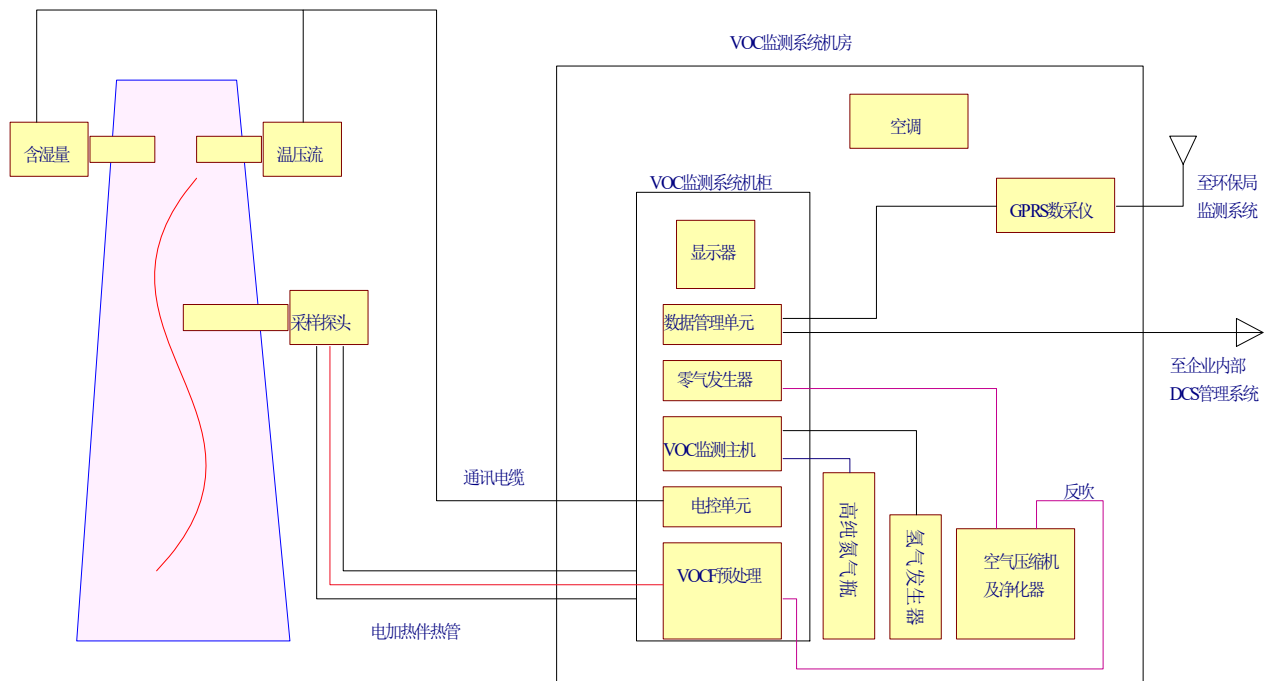 VOC监测系统机房
空调
含湿量
温压流
VOC监测系统机柜
GPRS数采仪
至环保局
监测系统
显示器
采样探头
数据管理单元
至企业内部
DCS管理系统
零气发生器
VOC监测主机
通讯电缆
电控单元
高纯氮气瓶
氢气发生器
反吹
空气压缩机
及净化器
VOCF预处理
电加热伴热管